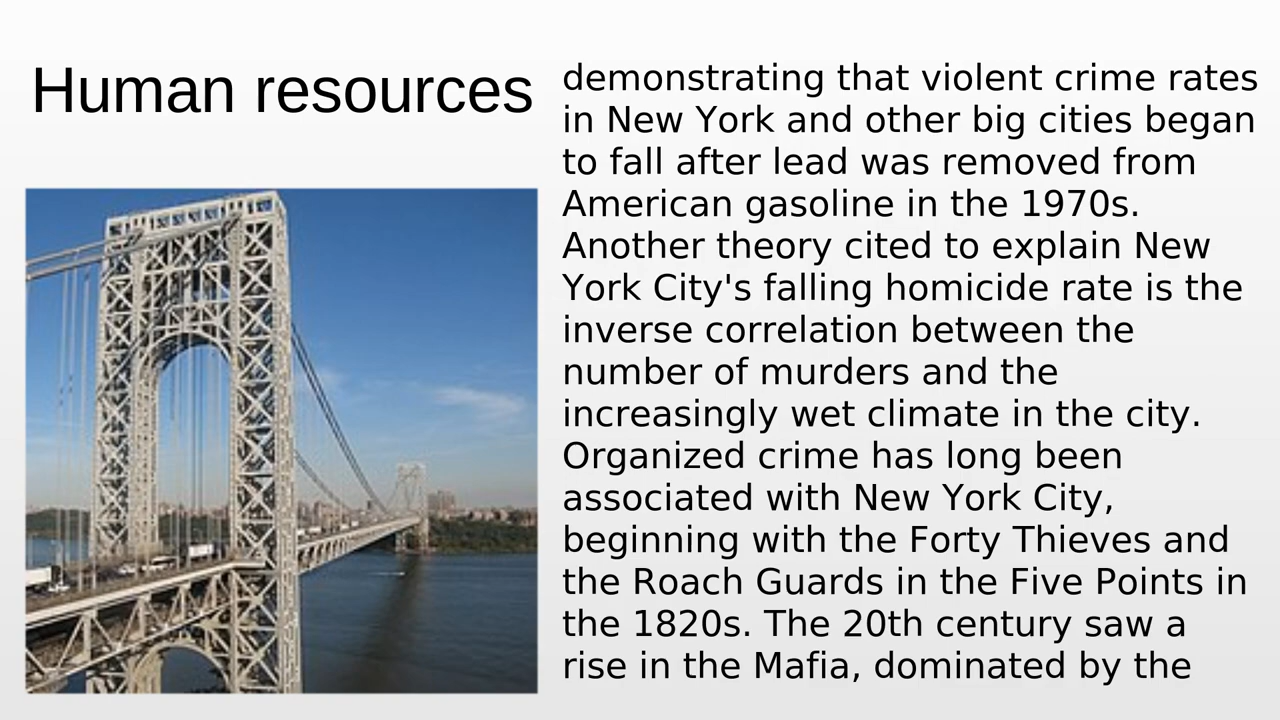 Human resources
demonstrating that violent crime rates
in New York and other big cities began
to fall after lead was removed from
American gasoline in the 1970s.
Another theory cited to explain New
York City's falling homicide rate is the
inverse correlation between the
number of murders and the
increasingly wet climate in the city.
Organized crime has long been
associated with New York City,
beginning with the Forty Thieves and
the Roach Guards in the Five Points in
the 1820s. The 20th century saw a
rise in the Mafia, dominated by the